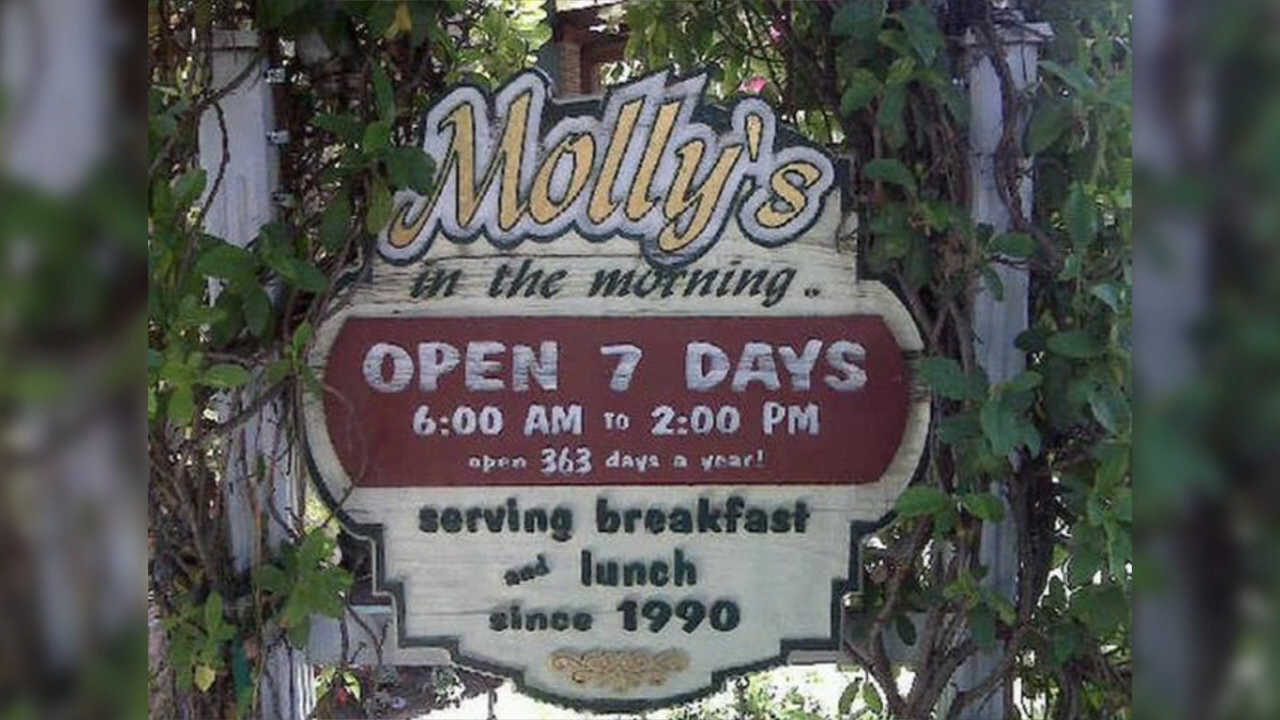 Molly's
in the morning..
OPEN 7 DAYS
6:00 AM TO 2:00 PM
open 363 days a year!
serving breakfast
and lunch
since 1990